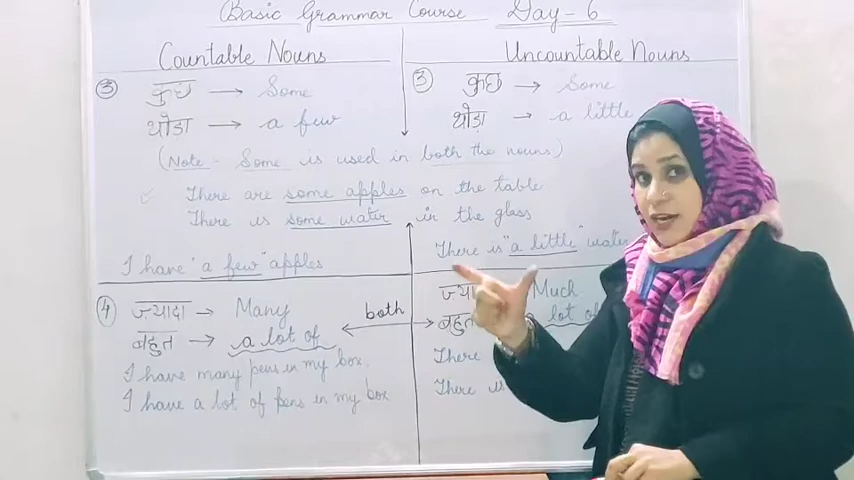 Basic Grammar Course Day-6
Countable Nouns
③ कुछ → Some
थोडा → a few
Uncountable Nouns
③ कुछ → Some
थोड़ा → a little
(Note - Some is used in both the nouns)
There are some apples on the table
There is some water in the glass
I have "a few" apples
There is "a little" water
④ ज्यादा → Many
बहुत → a lot of
both
I have many pens in my box.
I have a lot of pens in my box
Much
a lot of
There
There is